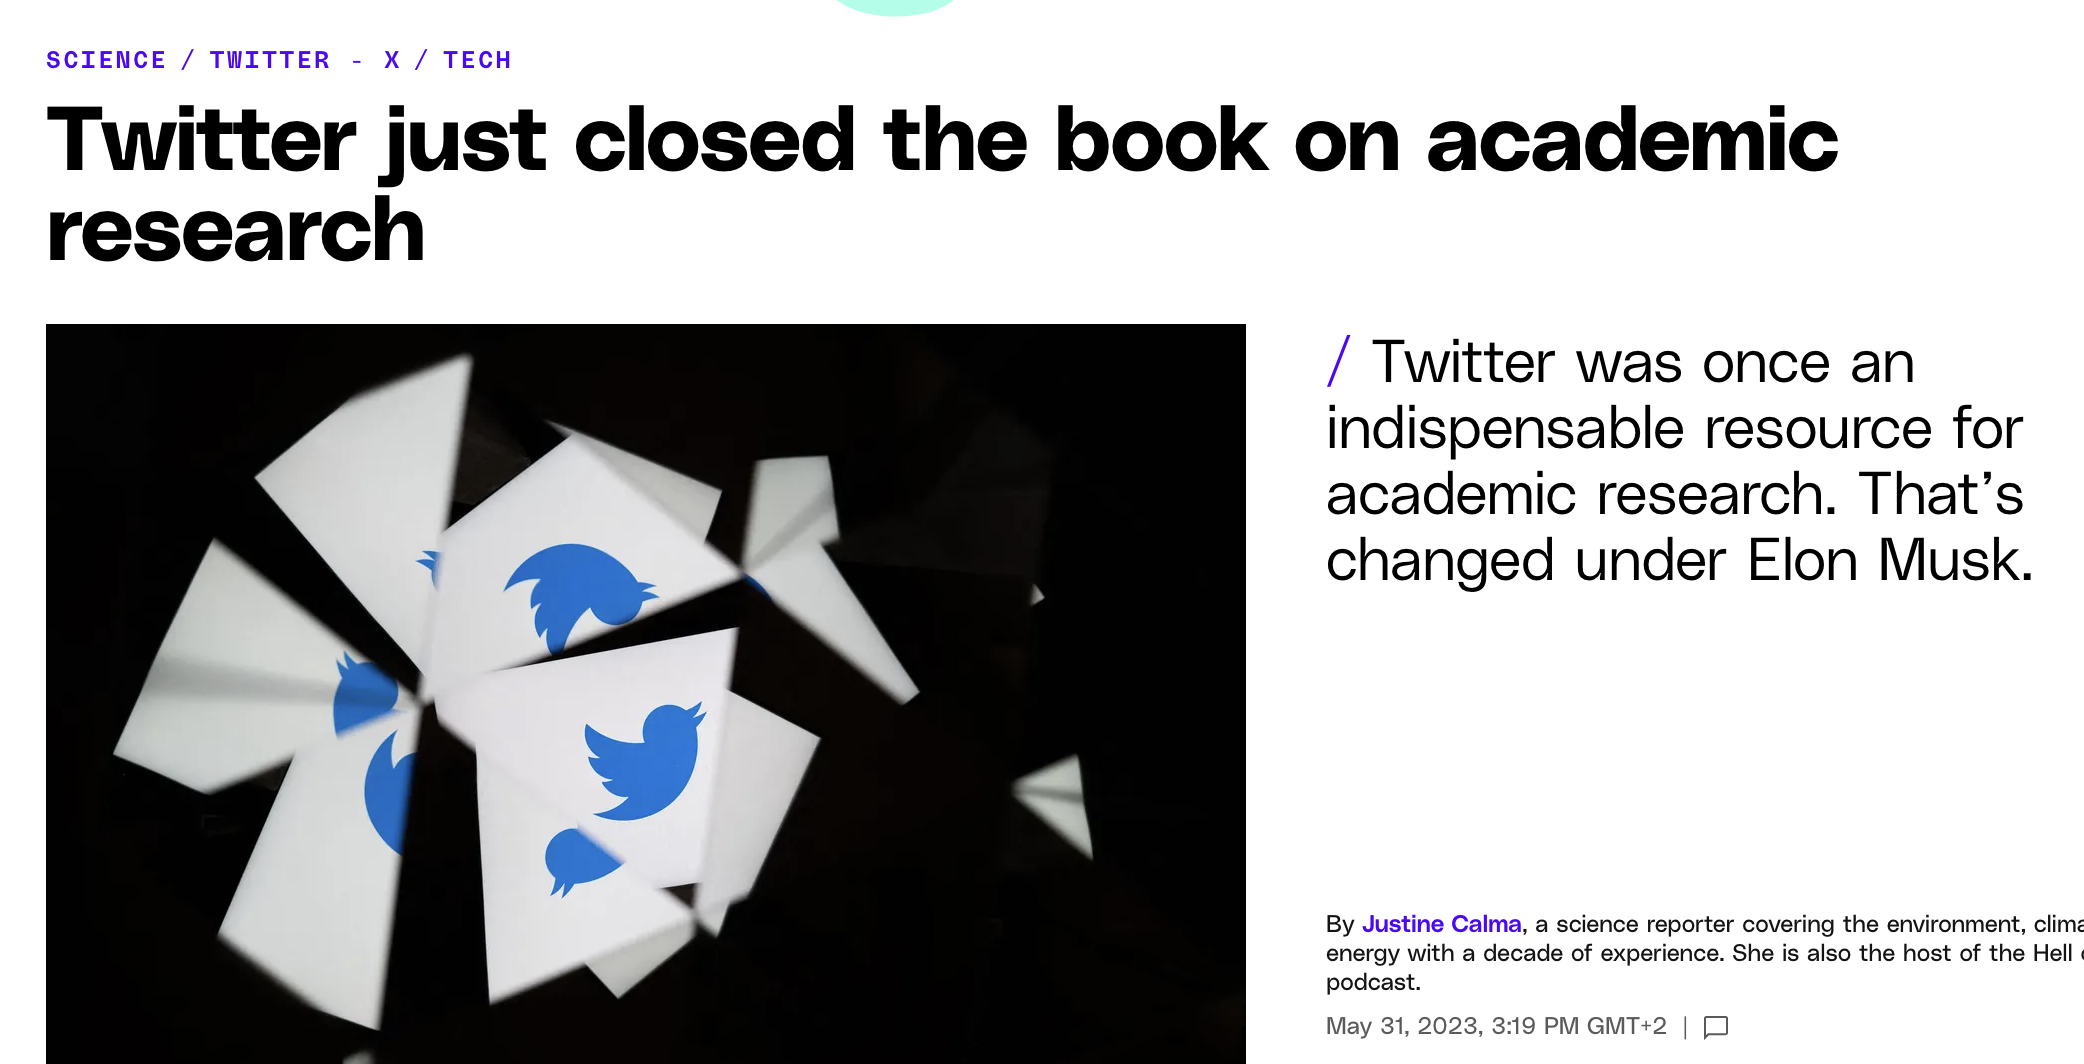 SCIENCE / TWITTER - X / TECH
Twitter just closed the book on academic
research
/ Twitter was once an
indispensable resource for
academic research. That’s
changed under Elon Musk.
By Justine Calma, a science reporter covering the environment,
energy with a decade of experience. She is also the host of the Hell
podcast.
May 31, 2023, 3:19 PM GMT+2 |